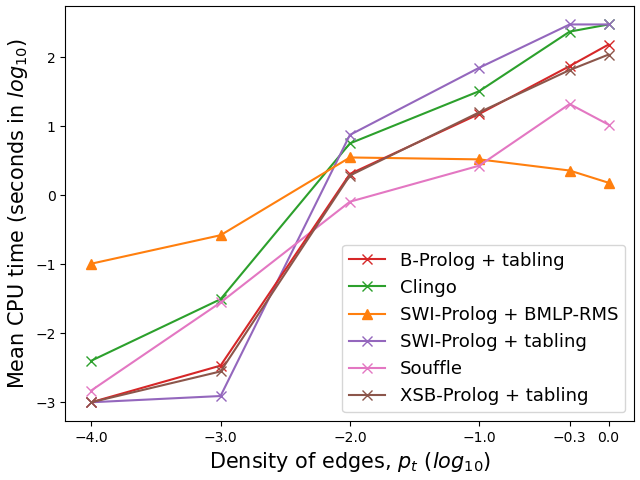 Mean CPU time (seconds in log10)
2
1
0
−1
−2
−3
B-Prolog + tabling
Clingo
SWI-Prolog + BMLP-RMS
SWI-Prolog + tabling
Souffle
XSB-Prolog + tabling
−4.0 −3.0 −2.0 −1.0 −0.3 0.0
Density of edges, pt (log10)